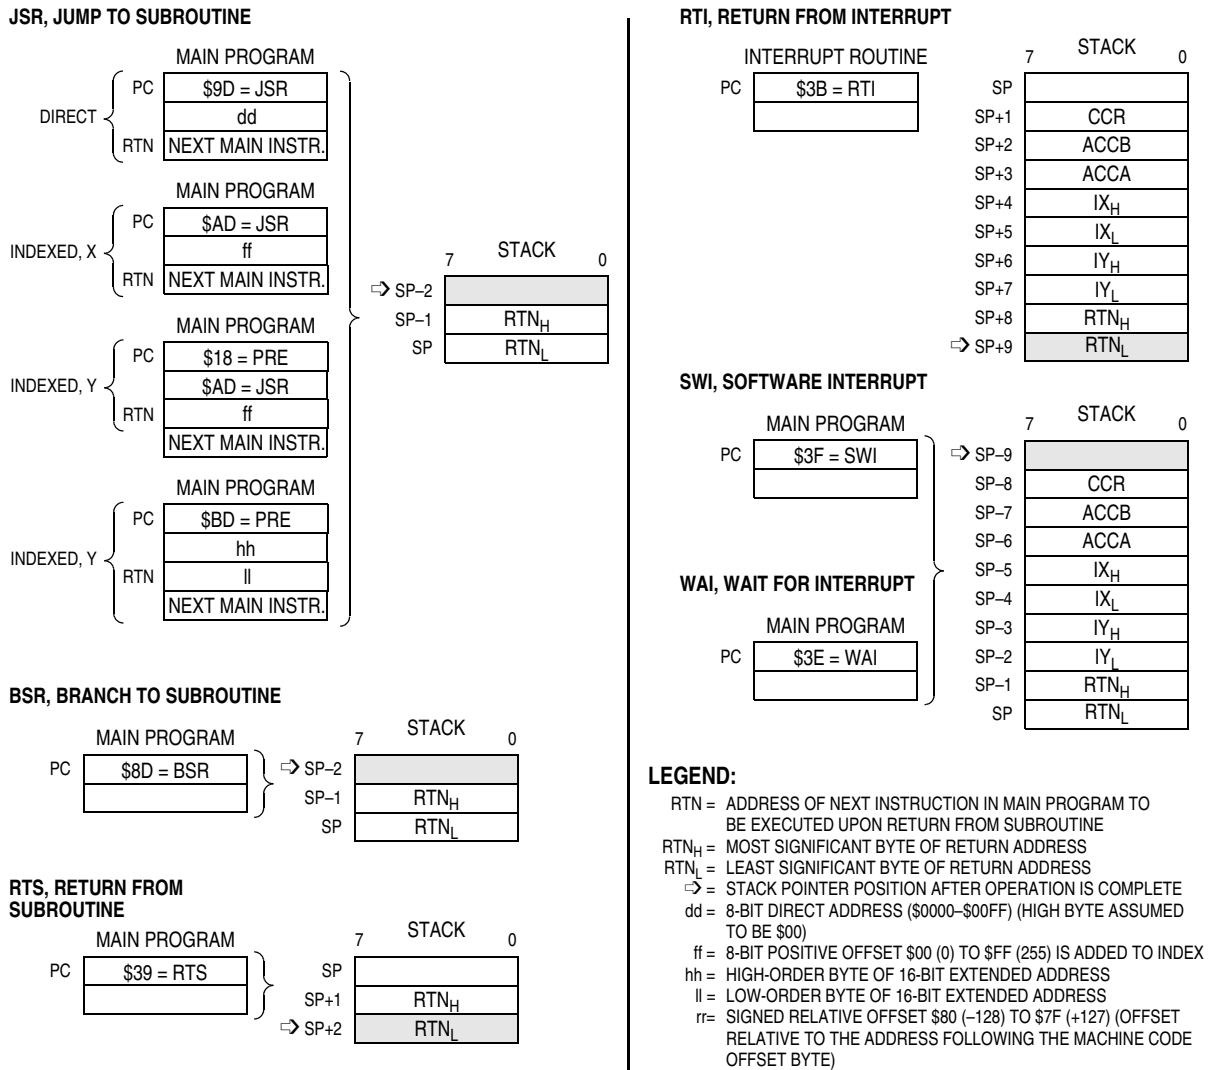 JSR, JUMP TO SUBROUTINE
MAIN PROGRAM
DIRECT
PC $9D = JSR
dd
RTN NEXT MAIN INSTR.
MAIN PROGRAM
INDEXED, X
PC $AD = JSR
ff
RTN NEXT MAIN INSTR.
MAIN PROGRAM
INDEXED, Y
PC $18 = PRE
$AD = JSR
RTN ff
NEXT MAIN INSTR.
MAIN PROGRAM
INDEXED, Y
PC $BD = PRE
hh
RTN ll
NEXT MAIN INSTR.
7 STACK 0
➩ SP–2
SP–1 RTNH
SP RTNL
BSR, BRANCH TO SUBROUTINE
MAIN PROGRAM
PC $8D = BSR
7 STACK 0
➩ SP–2
SP–1 RTNH
SP RTNL
RTS, RETURN FROM
SUBROUTINE
MAIN PROGRAM
PC $39 = RTS
7 STACK 0
SP
SP+1 RTNH
➩ SP+2 RTNL
RTI, RETURN FROM INTERRUPT
INTERRUPT ROUTINE
PC $3B = RTI
7 STACK 0
SP
SP+1 CCR
SP+2 ACCB
SP+3 ACCA
SP+4 IXH
SP+5 IXL
SP+6 IYH
SP+7 IYL
SP+8 RTNH
➩ SP+9 RTNL
SWI, SOFTWARE INTERRUPT
MAIN PROGRAM
PC $3F = SWI
WAI, WAIT FOR INTERRUPT
MAIN PROGRAM
PC $3E = WAI
7 STACK 0
➩ SP–9
SP–8 CCR
SP–7 ACCB
SP–6 ACCA
SP–5 IXH
SP–4 IXL
SP–3 IYH
SP–2 IYL
SP–1 RTNH
SP RTNL
LEGEND:
RTN = ADDRESS OF NEXT INSTRUCTION IN MAIN PROGRAM TO
BE EXECUTED UPON RETURN FROM SUBROUTINE
RTNH = MOST SIGNIFICANT BYTE OF RETURN ADDRESS
RTNL = LEAST SIGNIFICANT BYTE OF RETURN ADDRESS
➩ = STACK POINTER POSITION AFTER OPERATION IS COMPLETE
dd = 8-BIT DIRECT ADDRESS ($0000–$00FF) (HIGH BYTE ASSUMED
TO BE $00)
ff = 8-BIT POSITIVE OFFSET $00 (0) TO $FF (255) IS ADDED TO INDEX
hh = HIGH-ORDER BYTE OF 16-BIT EXTENDED ADDRESS
ll = LOW-ORDER BYTE OF 16-BIT EXTENDED ADDRESS
rr= SIGNED RELATIVE OFFSET $80 (–128) TO $7F (+127) (OFFSET
RELATIVE TO THE ADDRESS FOLLOWING THE MACHINE CODE
OFFSET BYTE)